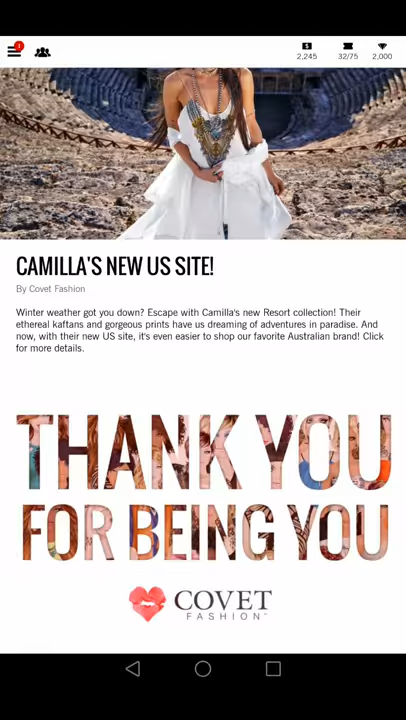 1
2,245
32/75
2,000
CAMILLA'S NEW US SITE!
By Covet Fashion
Winter weather got you down? Escape with Camilla's new Resort collection! Their
ethereal kaftans and gorgeous prints have us dreaming of adventures in paradise. And
now, with their new US site, it's even easier to shop our favorite Australian brand! Click
for more details.
THANK YOU
FOR BEING YOU
COVET
FASHION™